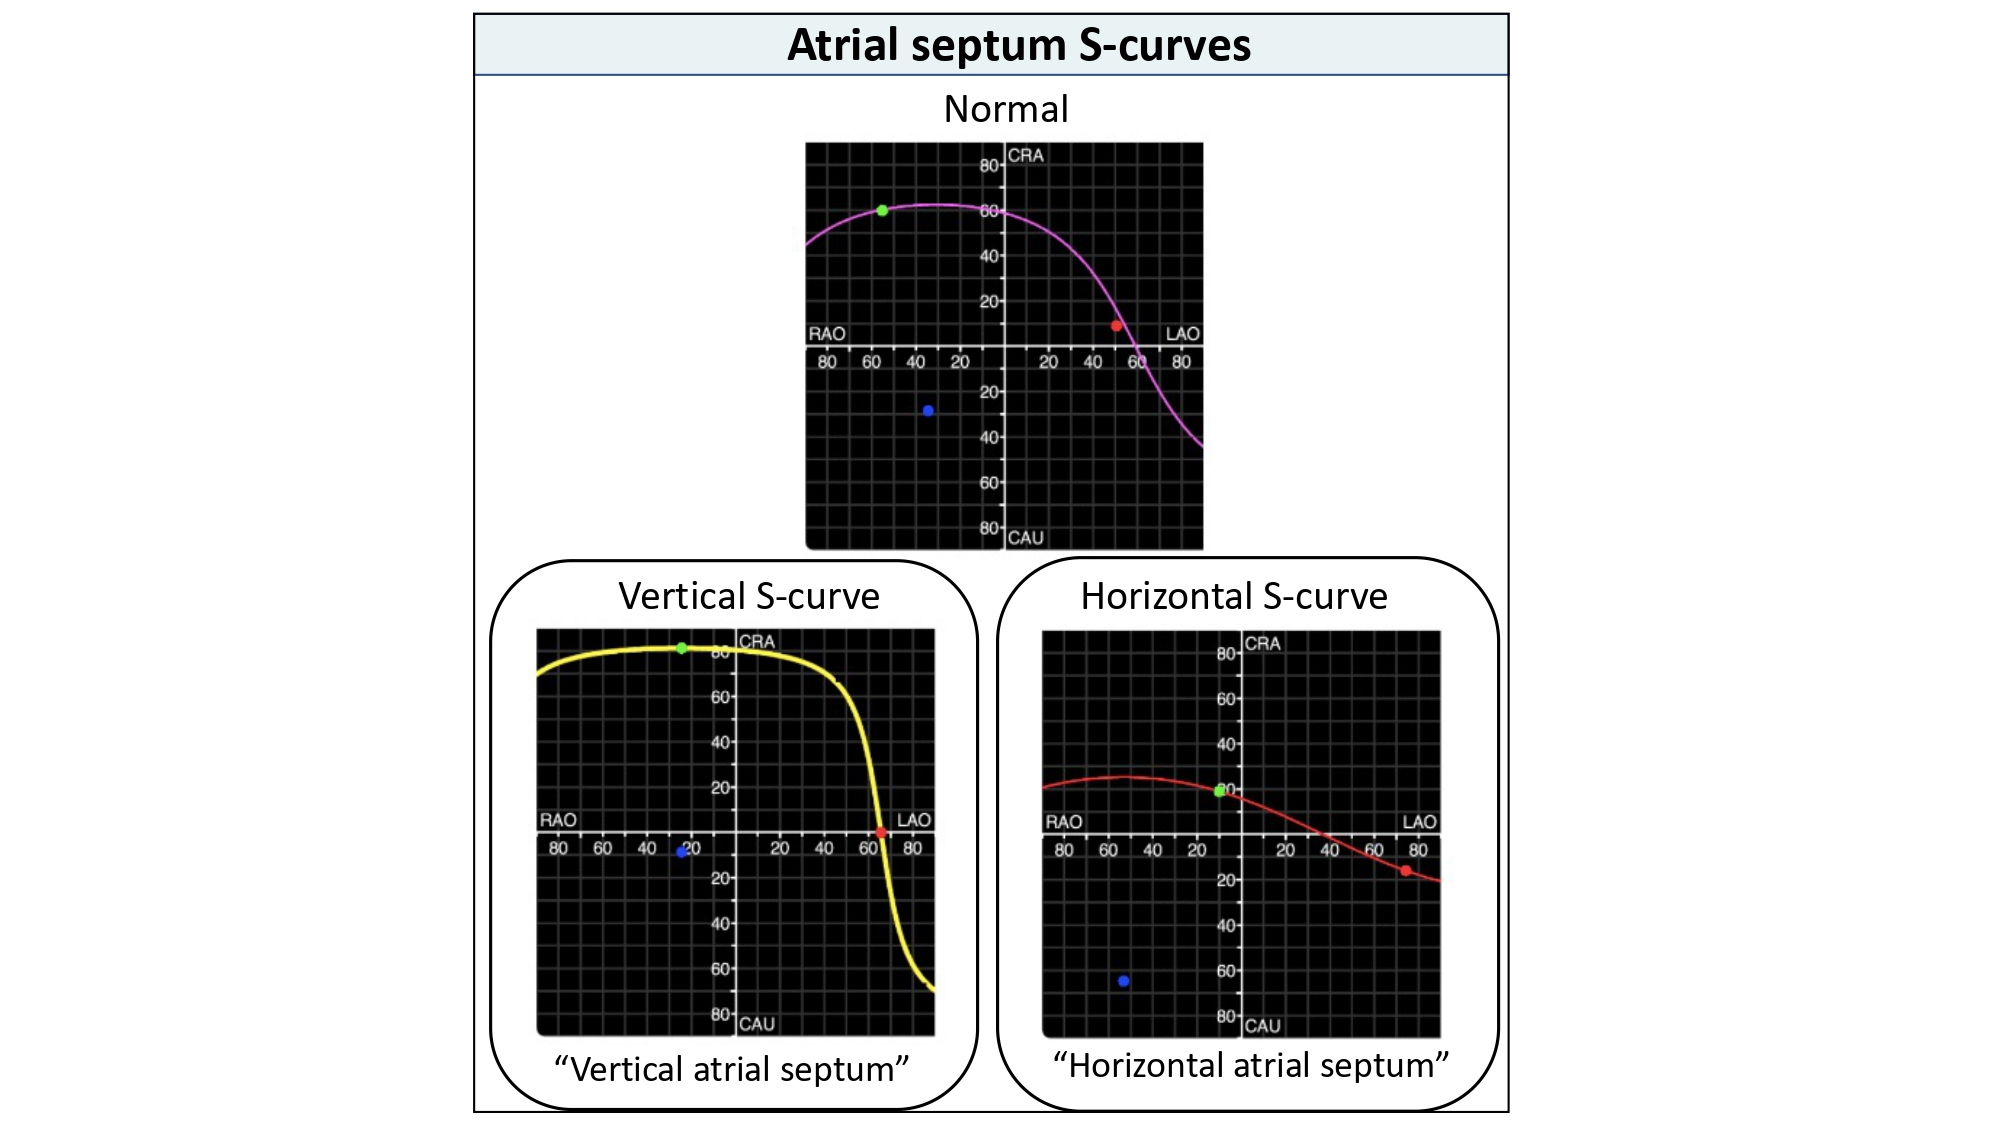 Atrial septum S-curves
Normal
CRA
80
60
40
20
RAO LAO
80 60 40 20 20 40 60 80
20
40
60
80
CAU
Vertical S-curve
CRA
80
60
40
20
RAO LAO
80 60 40 20 20 40 60 80
20
40
60
80
CAU
“Vertical atrial septum”
Horizontal S-curve
CRA
80
60
40
20
RAO LAO
80 60 40 20 20 40 60 80
20
40
60
80
CAU
“Horizontal atrial septum”